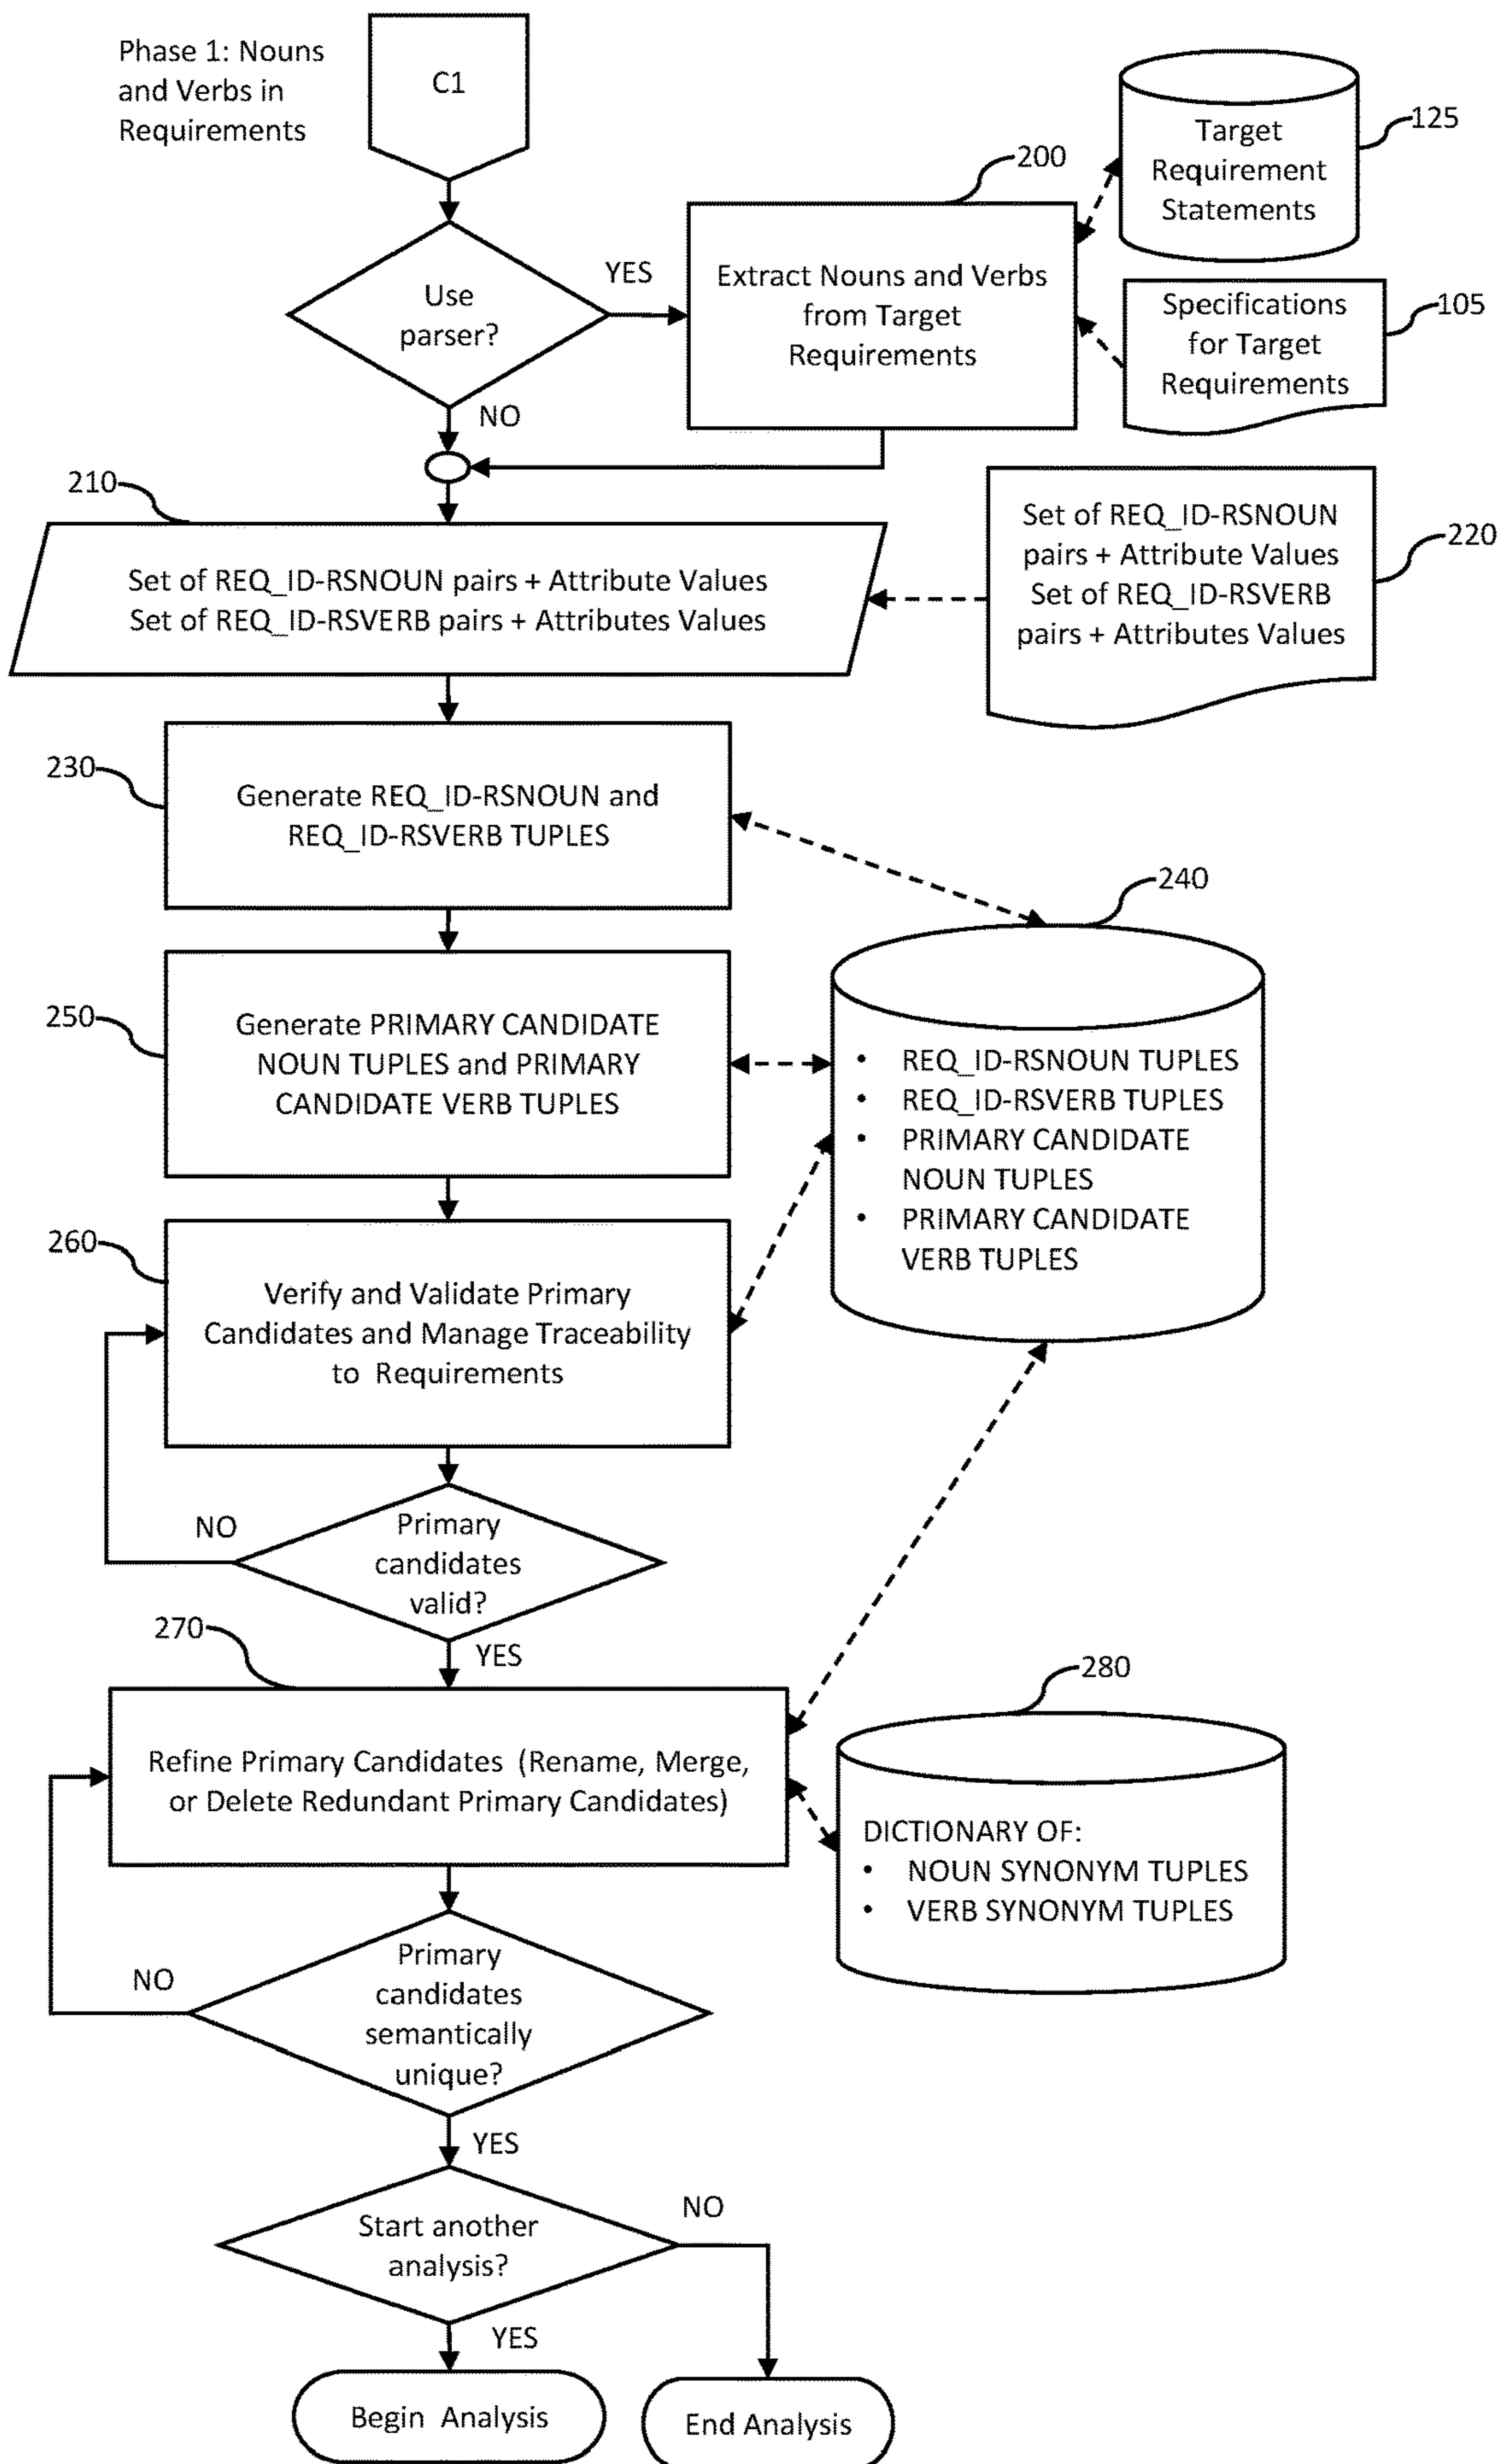 Phase 1: Nouns
and Verbs in
Requirements
C1
Target
Requirement
Statements
125
200
Use
parser?
YES
Extract Nouns and Verbs
from Target
Requirements
Specifications
for Target
Requirements
105
NO
210
Set of REQ_ID-RSNOUN pairs + Attribute Values
Set of REQ_ID-RSVERB pairs + Attributes Values
Set of REQ_ID-RSNOUN
pairs + Attribute Values
Set of REQ_ID-RSVERB
pairs + Attributes Values
220
230
Generate REQ_ID-RSNOUN and
REQ_ID-RSVERB TUPLES
240
250
Generate PRIMARY CANDIDATE
NOUN TUPLES and PRIMARY
CANDIDATE VERB TUPLES
• REQ_ID-RSNOUN TUPLES
• REQ_ID-RSVERB TUPLES
• PRIMARY CANDIDATE
NOUN TUPLES
• PRIMARY CANDIDATE
VERB TUPLES
260
Verify and Validate Primary
Candidates and Manage Traceability
to Requirements
NO
Primary
candidates
valid?
YES
270
Refine Primary Candidates (Rename, Merge,
or Delete Redundant Primary Candidates)
280
DICTIONARY OF:
• NOUN SYNONYM TUPLES
• VERB SYNONYM TUPLES
NO
Primary
candidates
semantically
unique?
YES
Start another
analysis?
NO
YES
Begin Analysis
End Analysis